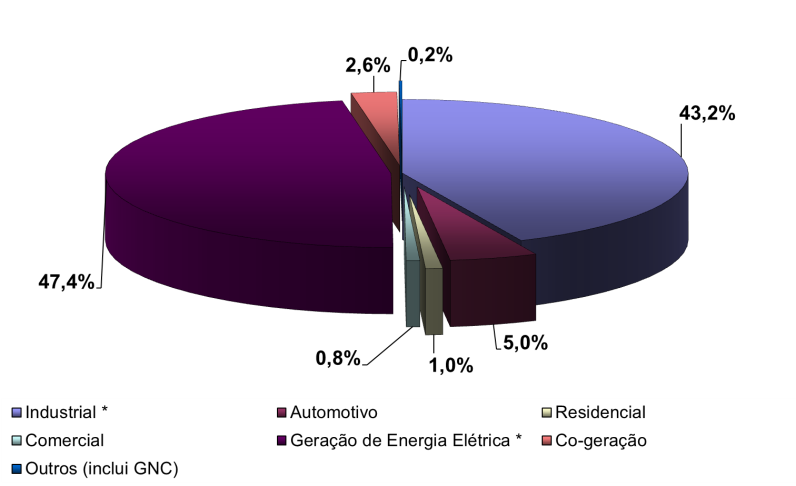 0,2%
2,6%
43,2%
47,4%
5,0%
0,8%
1,0%
Industrial *
Automotivo
Residencial
Comercial
Geração de Energia Elétrica *
Co-geração
Outros (inclui GNC)